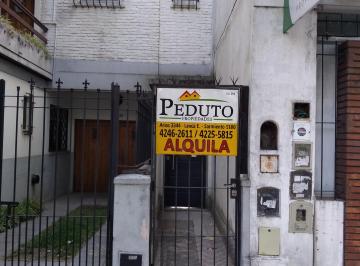 PEDUTO
PROPIEDADES
4246-2611 / 4225-5815
ALQUILA